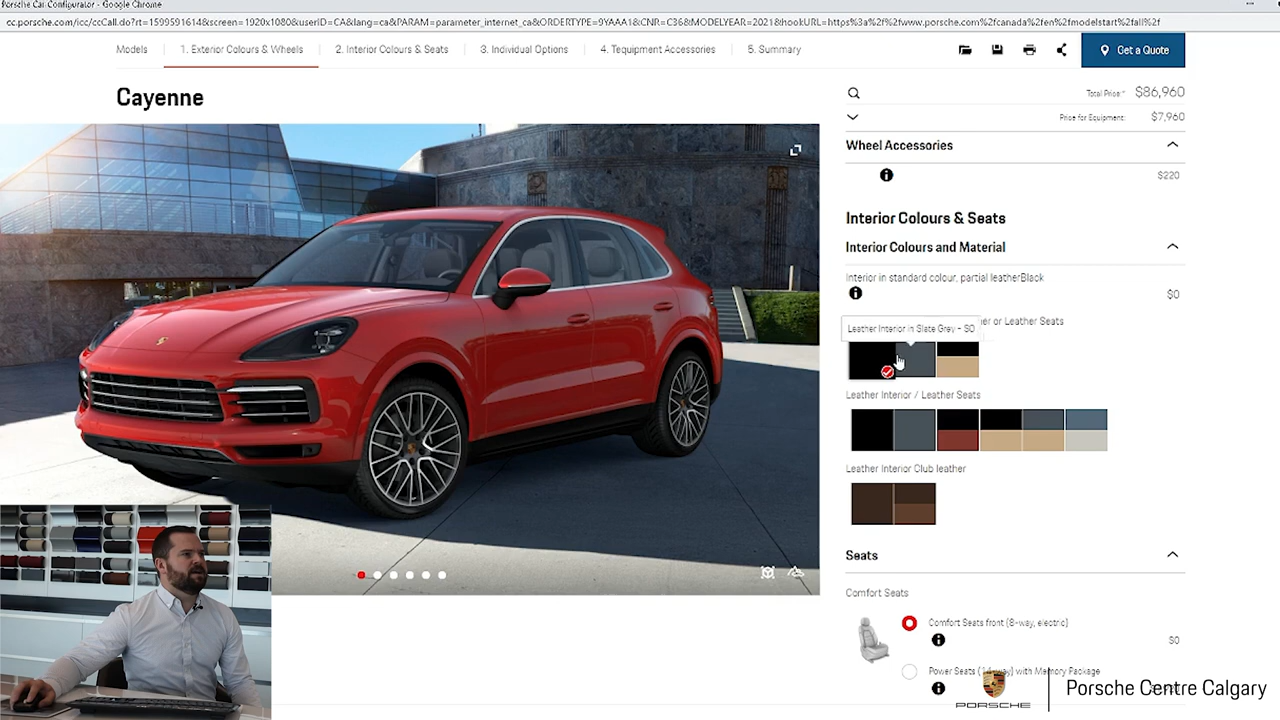 Porsche Car Configurator - Google Chrome
cc.porsche.com/icc/ccCall.do?rt=1599591614&screen=1920x1080&userID=CA&lang=ca&PARAM=parameter_internet_ca&ORDERTYPE=9YAAA1&CNR=C36&MODELYEAR=2021&hookURL=https%3a%2f%2fwww.porsche.com%2fcanada%2fen%2fmodelstart%2fall%2f
Models
1. Exterior Colours & Wheels
2. Interior Colours & Seats
3. Individual Options
4. Tequipment Accessories
5. Summary
Get a Quote
Cayenne
Total Price:* $86,960
Price for Equipment: $7,960
Wheel Accessories
$220
Interior Colours & Seats
Interior Colours and Material
Interior in standard colour, partial leatherBlack
$0
er or Leather Seats
Leather Interior in Slate Grey - $0
Leather Interior / Leather Seats
Leather Interior Club leather
Seats
Comfort Seats
Comfort Seats front (8-way, electric)
$0
Power Seats (14-way) with Memory Package
PORSCHE
Porsche Centre Calgary